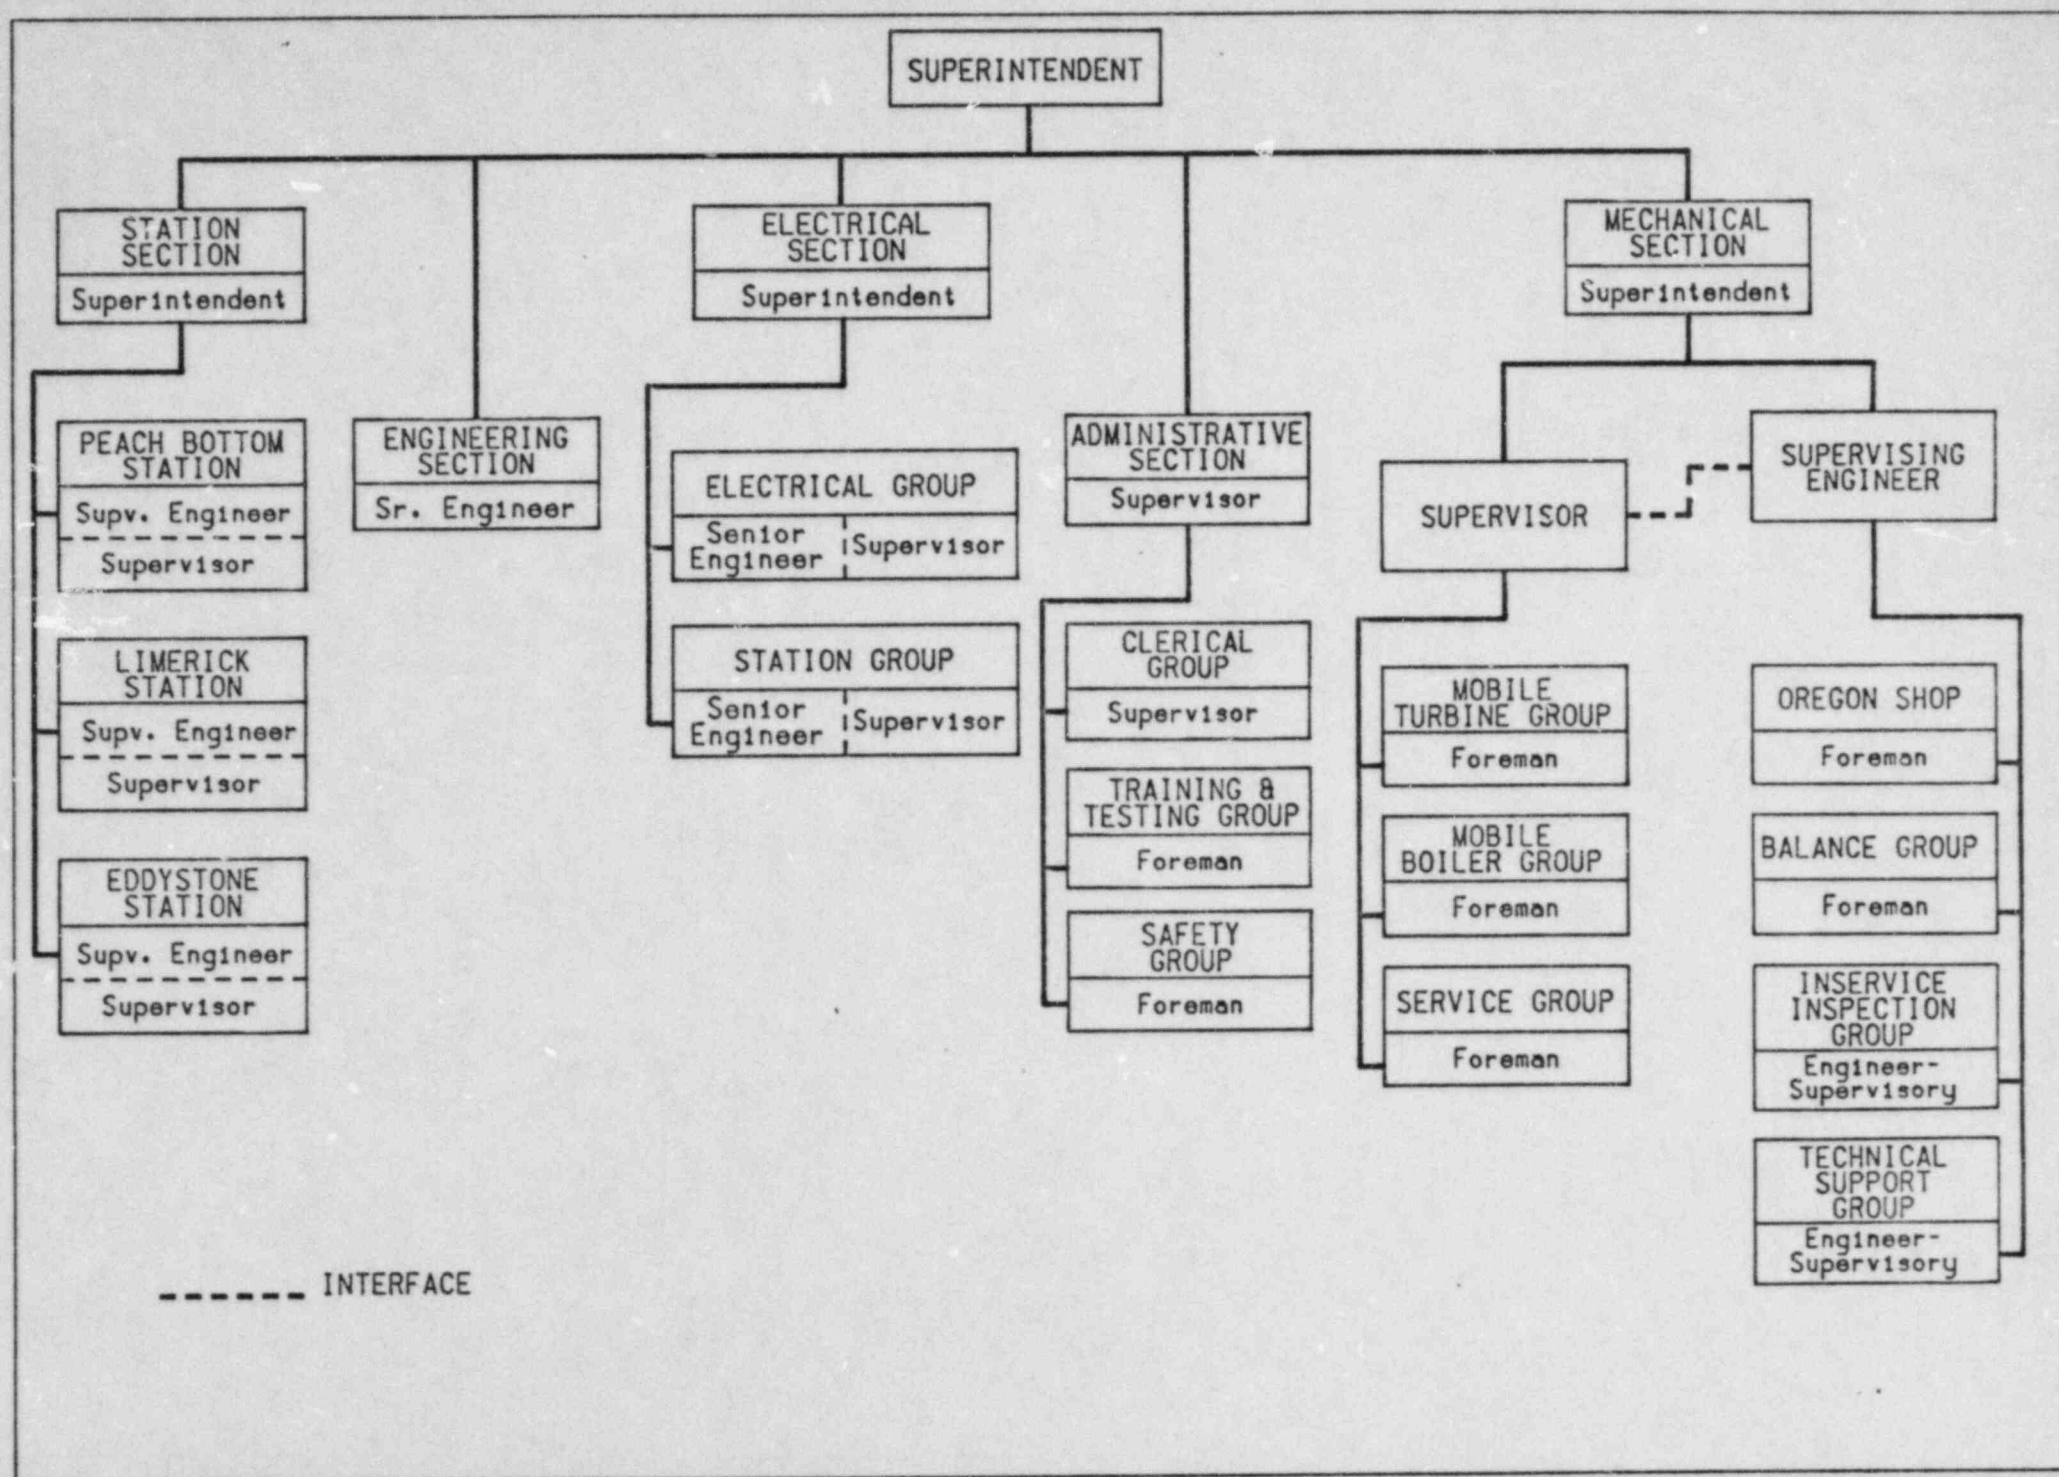 SUPERINTENDENT
STATION
SECTION
Superintendent
PEACH BOTTOM
STATION
Supv. Engineer
Supervisor
LIMERICK
STATION
Supv. Engineer
Supervisor
EDDYSTONE
STATION
Supv. Engineer
Supervisor
ENGINEERING
SECTION
Sr. Engineer
ELECTRICAL
SECTION
Superintendent
ELECTRICAL GROUP
Senior
Engineer
Supervisor
STATION GROUP
Senior
Engineer
Supervisor
ADMINISTRATIVE
SECTION
Supervisor
CLERICAL
GROUP
Supervisor
TRAINING &
TESTING GROUP
Foreman
SAFETY
GROUP
Foreman
MECHANICAL
SECTION
Superintendent
SUPERVISOR
MOBILE
TURBINE GROUP
Foreman
MOBILE
BOILER GROUP
Foreman
SERVICE GROUP
Foreman
SUPERVISING
ENGINEER
OREGON SHOP
Foreman
BALANCE GROUP
Foreman
INSERVICE
INSPECTION
GROUP
Engineer-
Supervisory
TECHNICAL
SUPPORT
GROUP
Engineer-
Supervisory
INTERFACE